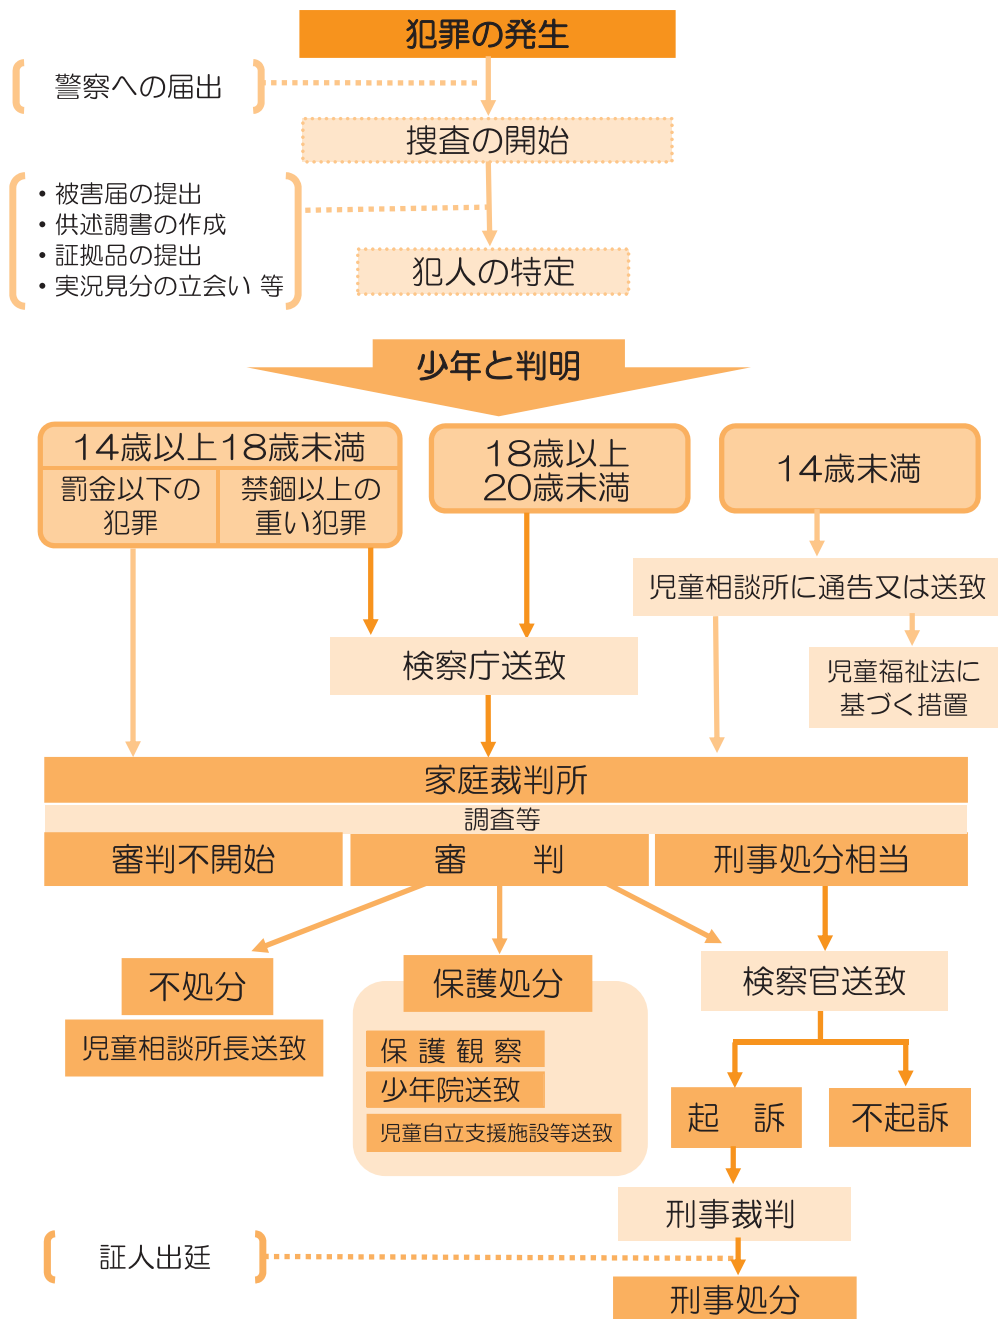 犯罪の発生
警察への届出
捜査の開始
・被害届の提出
・供述調書の作成
・証拠品の提出
・実況見分の立会い 等
犯人の特定
少年と判明
14歳以上18歳未満
罰金以下の
犯罪
禁錮以上の
重い犯罪
18歳以上
20歳未満
14歳未満
児童相談所に通告又は送致
検察庁送致
児童福祉法に
基づく措置
家庭裁判所
調査等
審判不開始
審 判
刑事処分相当
不処分
児童相談所長送致
保護処分
保 護 観 察
少年院送致
児童自立支援施設等送致
検察官送致
起 訴
不起訴
刑事裁判
証人出廷
刑事処分